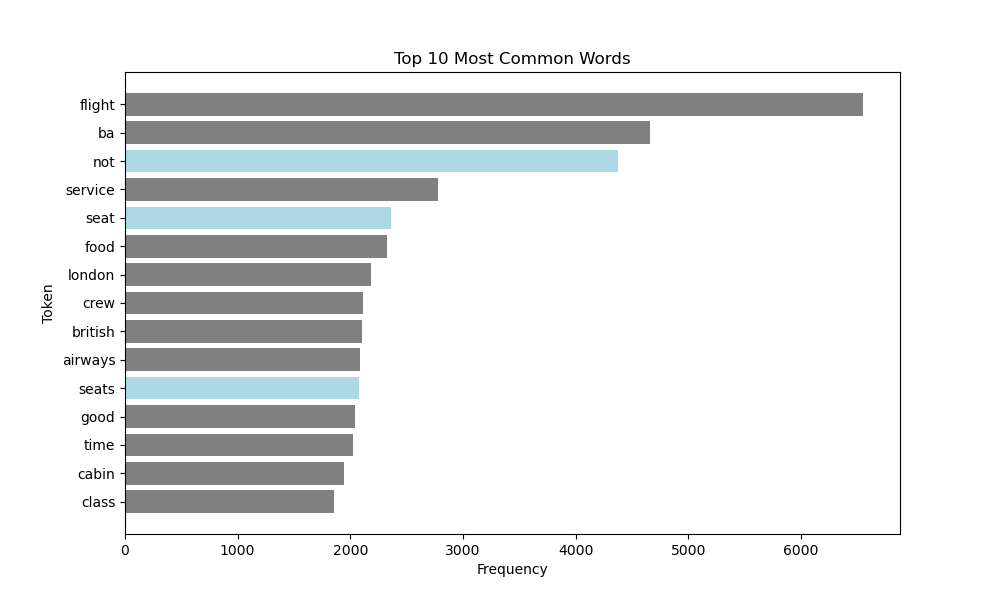 Top 10 Most Common Words
flight
ba
not
service
seat
food
london
crew
british
airways
seats
good
time
cabin
class
Token
0 1000 2000 3000 4000 5000 6000
Frequency